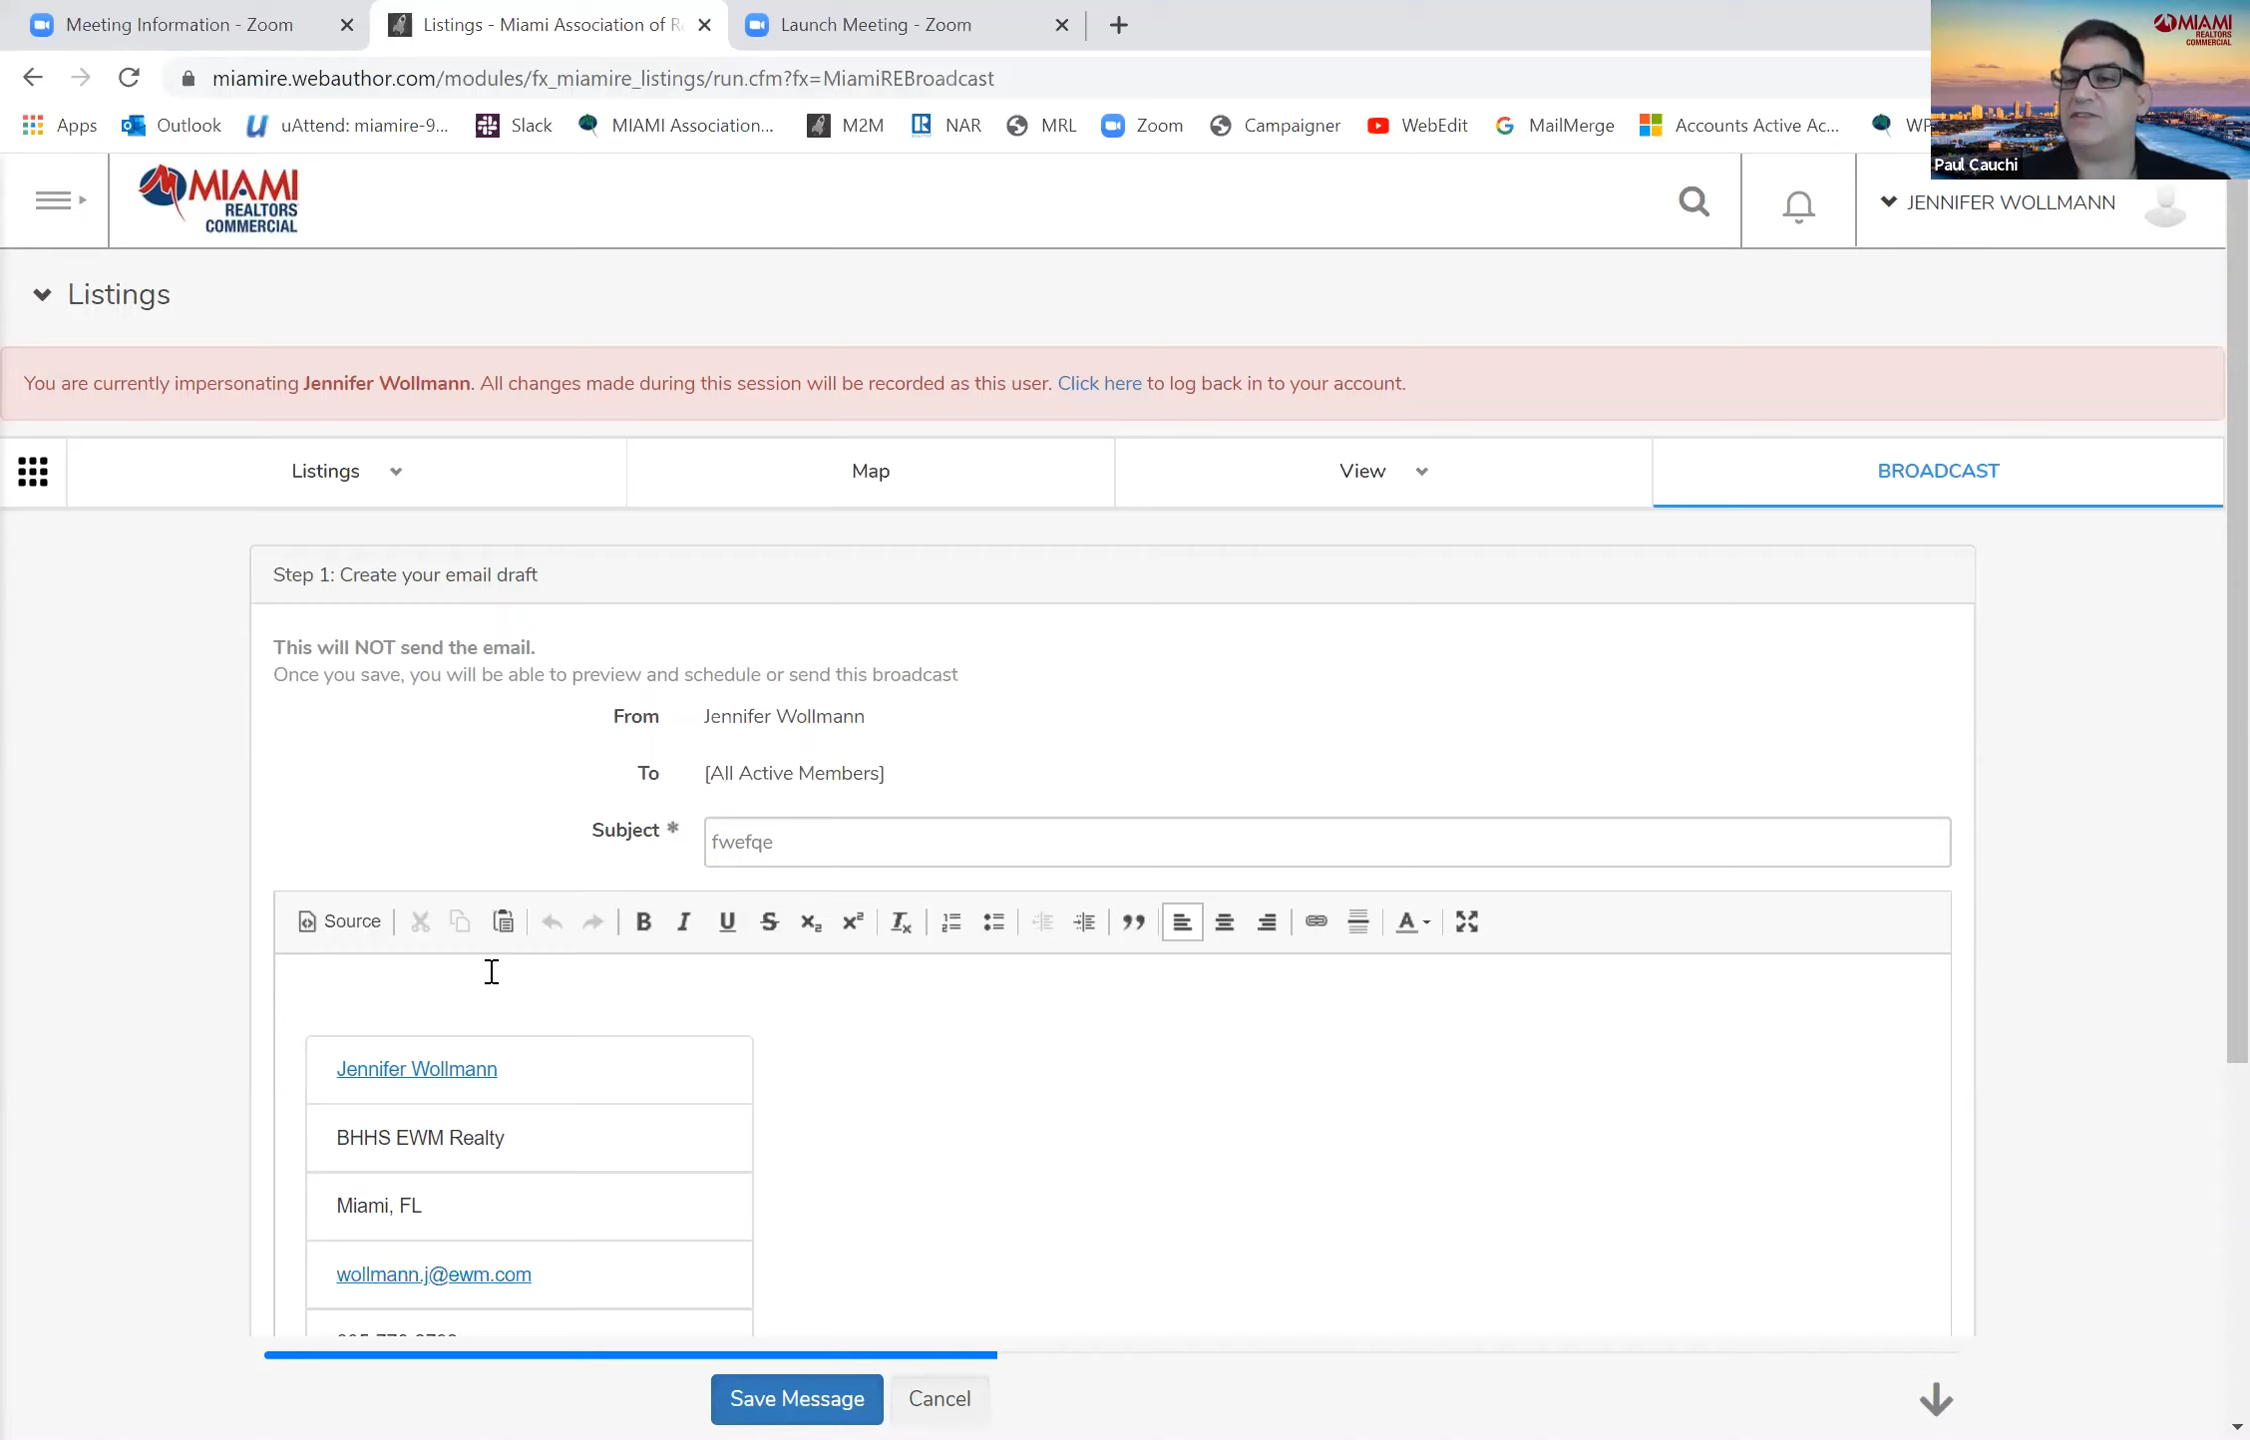 Meeting Information - Zoom
Listings - Miami Association of R
Launch Meeting - Zoom
miamire.webauthor.com/modules/fx_miamire_listings/run.cfm?fx=MiamiREBroadcast
Apps Outlook uAttend: miamire-9... Slack MIAMI Association... M2M NAR MRL Zoom Campaigner WebEdit MailMerge Accounts Active Ac... WP
MIAMI
REALTORS
COMMERCIAL
Paul Cauchi
MIAMI
REALTORS
COMMERCIAL
JENNIFER WOLLMANN
Listings
You are currently impersonating Jennifer Wollmann. All changes made during this session will be recorded as this user. Click here to log back in to your account.
Listings Map View BROADCAST
Step 1: Create your email draft
This will NOT send the email.
Once you save, you will be able to preview and schedule or send this broadcast
From Jennifer Wollmann
To [All Active Members]
Subject *
fwefqe
Source
Jennifer Wollmann
BHHS EWM Realty
Miami, FL
wollmann.j@ewm.com
Save Message Cancel